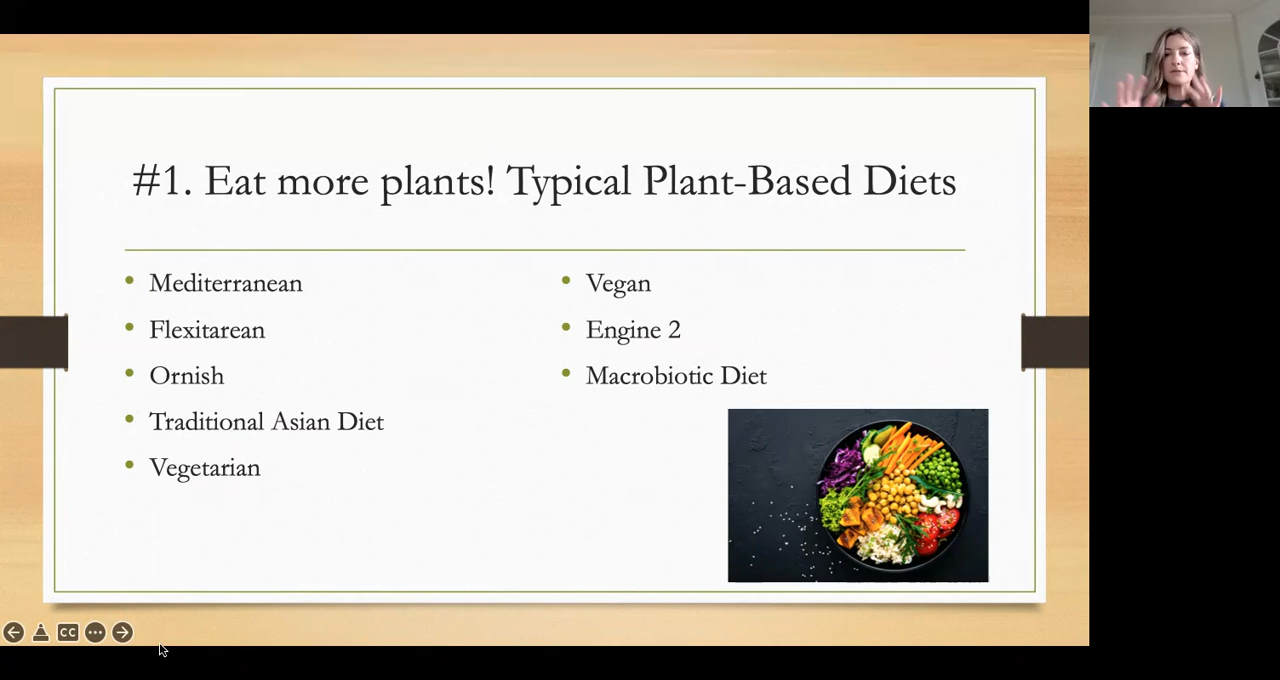 #1. Eat more plants! Typical Plant-Based Diets
Mediterranean
Flexitarean
Ornish
Traditional Asian Diet
Vegetarian
Vegan
Engine 2
Macrobiotic Diet
CC